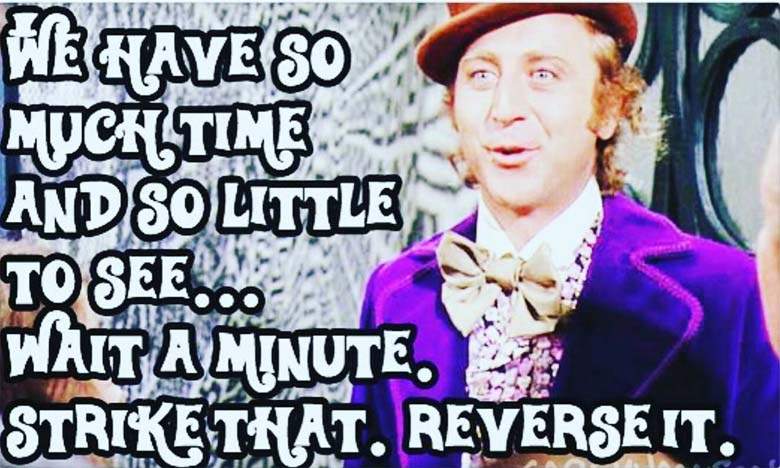 WE HAVE SO
MUCH TIME
AND SO LITTLE
TO SEE...
WAIT A MINUTE.
STRIKE THAT. REVERSE IT.